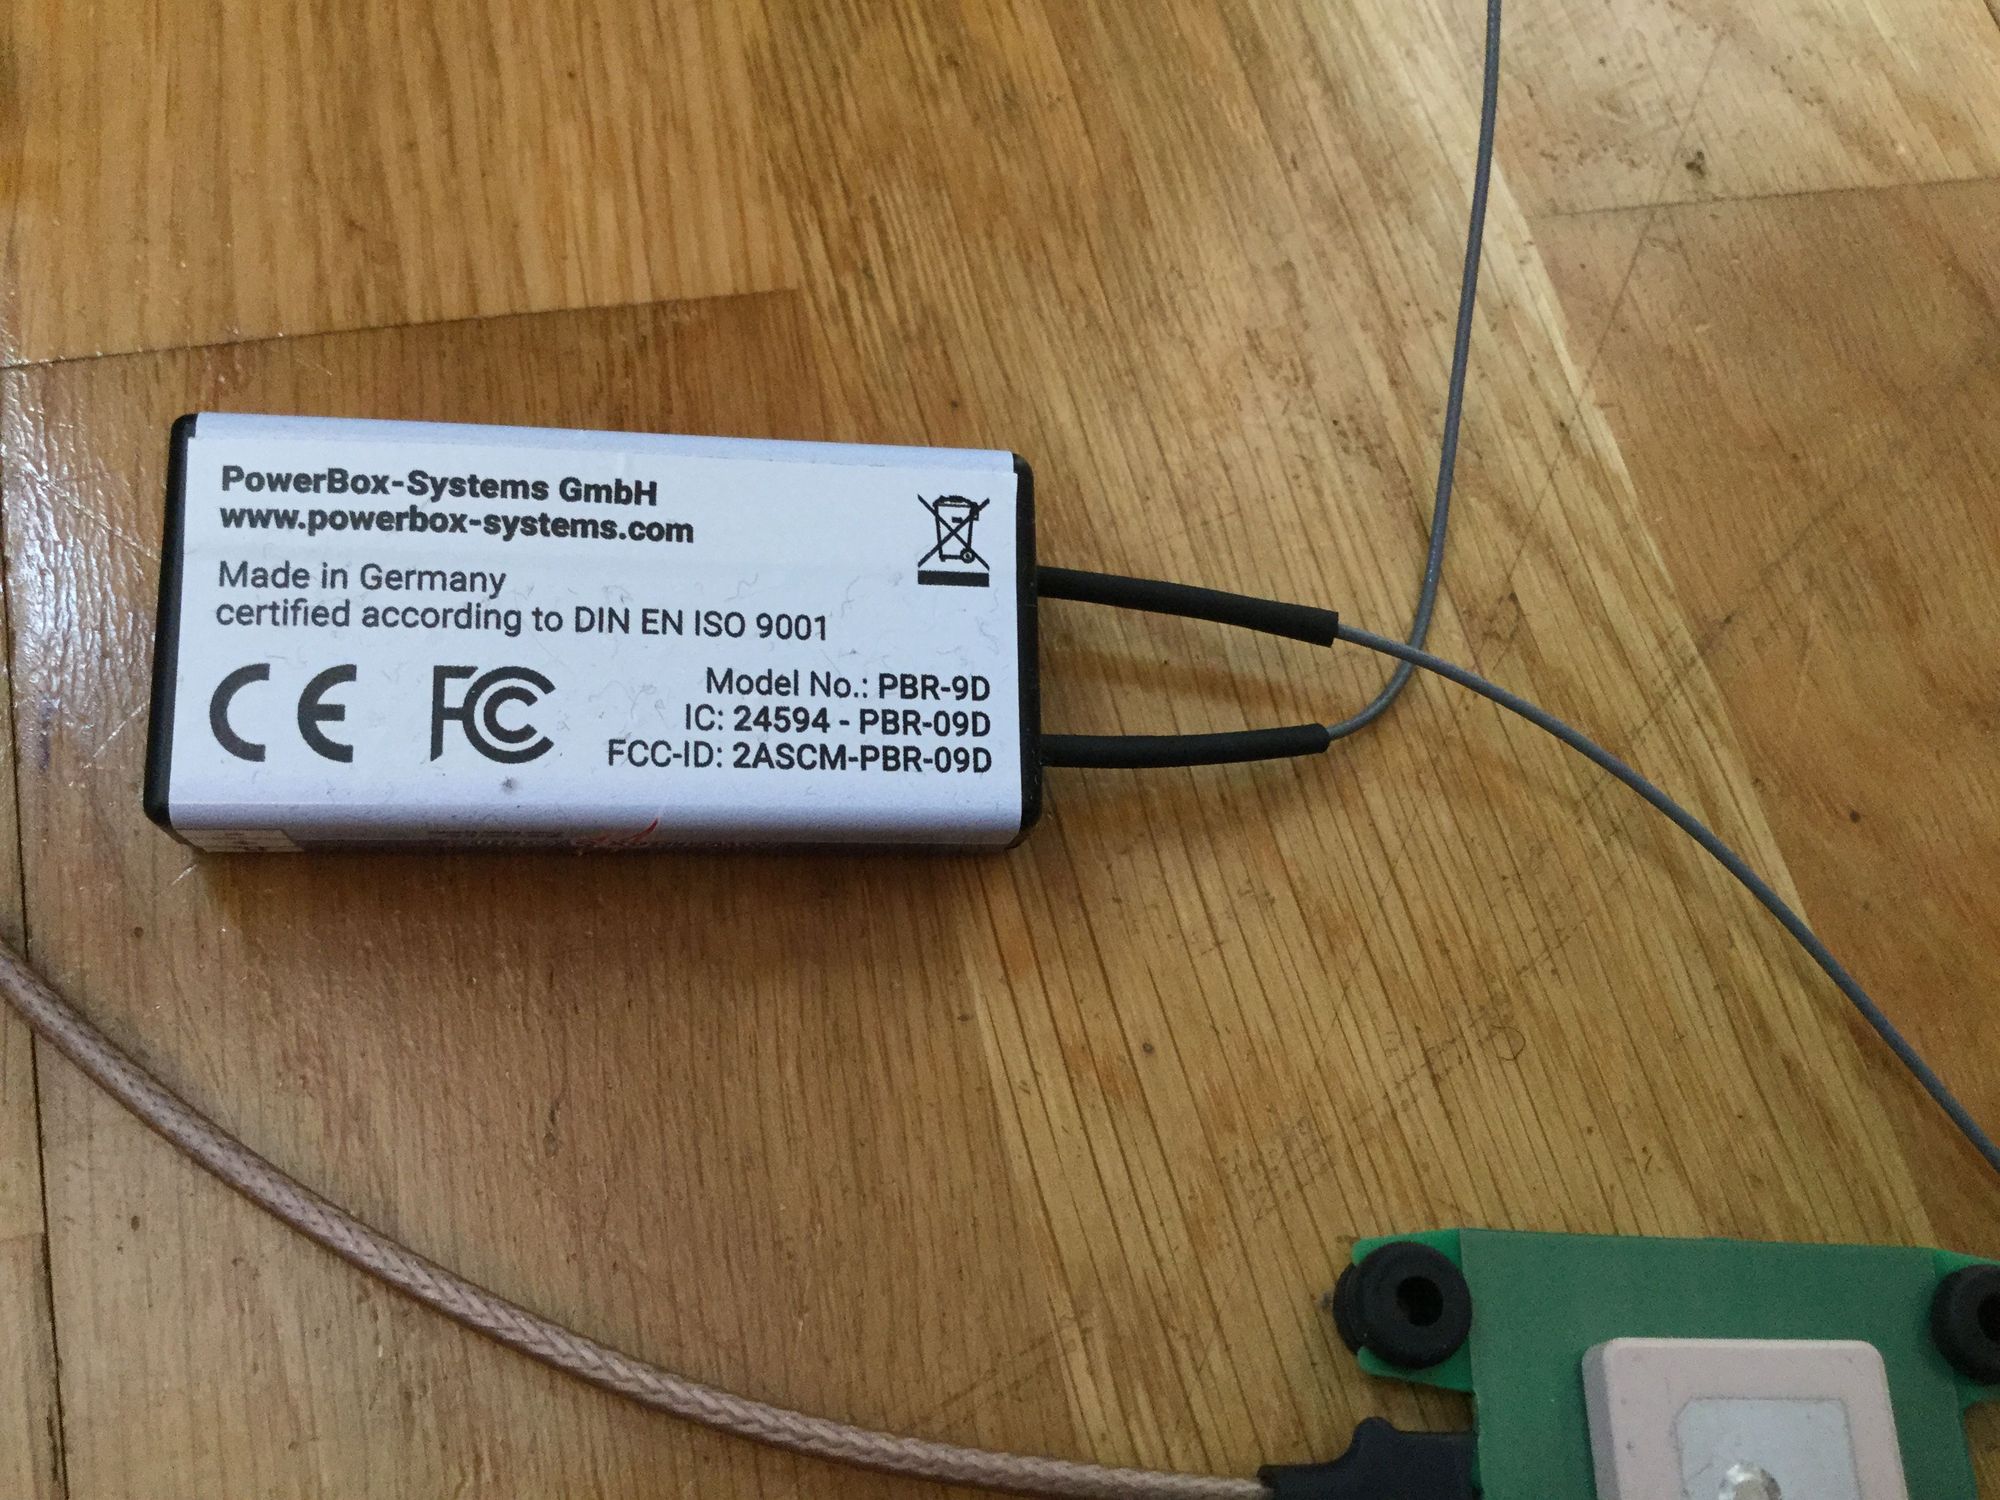 PowerBox-Systems GmbH
www.powerbox-systems.com
Made in Germany
certified according to DIN EN ISO 9001
CE FC
Model No.: PBR-9D
IC: 24594 - PBR-09D
FCC-ID: 2ASCM-PBR-09D